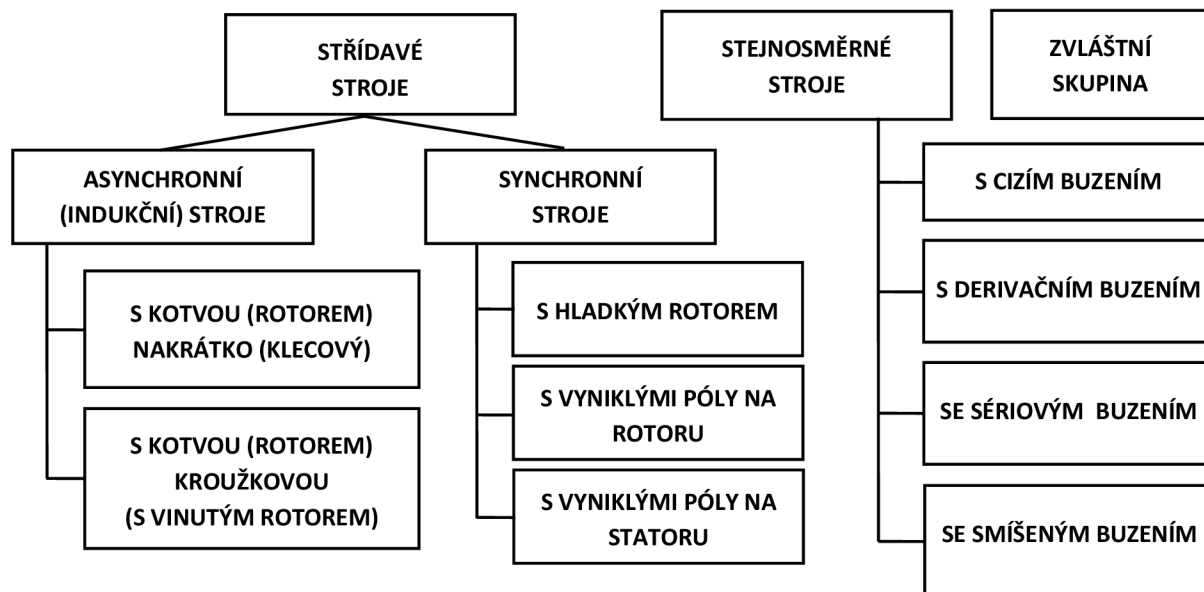 STŘÍDAVÉ
STROJE
STEJNOSMĚRNÉ
STROJE
ZVLÁŠTNÍ
SKUPINA
ASYNCHRONNÍ
(INDUKČNÍ) STROJE
SYNCHRONNÍ
STROJE
S KOTVOU (ROTOREM)
NAKRÁTKO (KLECOVÝ)
S KOTVOU (ROTOREM)
KROUŽKOVOU
(S VINUTÝM ROTOREM)
S HLADKÝM ROTOREM
S VYNIKLÝMI PÓLY NA
ROTORU
S VYNIKLÝMI PÓLY NA
STATORU
S CIZÍM BUZENÍM
S DERIVAČNÍM BUZENÍM
SE SÉRIOVÝM BUZENÍM
SE SMÍŠENÝM BUZENÍM